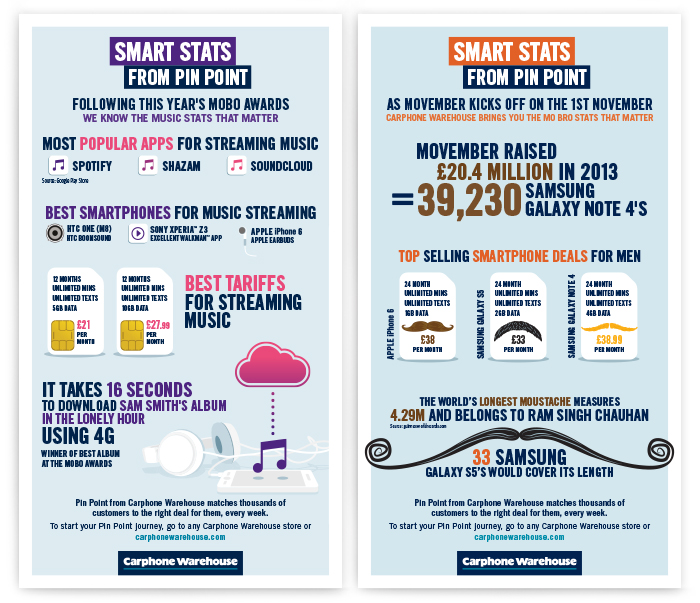 SMART STATS
FROM PIN POINT
FOLLOWING THIS YEAR'S MOBO AWARDS
WE KNOW THE MUSIC STATS THAT MATTER
MOST POPULAR APPS FOR STREAMING MUSIC
SPOTIFY
SHAZAM
SOUNDCLOUD
Source: Google Play Store
BEST SMARTPHONES FOR MUSIC STREAMING
HTC ONE (M8)
HTC BOOMSOUND
SONY XPERIA™ Z3
EXCELLENT WALKMAN™ APP
APPLE iPhone 6
APPLE EARBUDS
12 MONTHS
UNLIMITED MINS
UNLIMITED TEXTS
5GB DATA
£21
PER
MONTH
12 MONTHS
UNLIMITED MINS
UNLIMITED TEXTS
10GB DATA
£27.99
PER
MONTH
BEST TARIFFS
FOR STREAMING
MUSIC
IT TAKES 16 SECONDS
TO DOWNLOAD SAM SMITH'S ALBUM
IN THE LONELY HOUR
USING 4G
WINNER OF BEST ALBUM
AT THE MOBO AWARDS
Pin Point from Carphone Warehouse matches thousands of
customers to the right deal for them, every week.
To start your Pin Point journey, go to any Carphone Warehouse store or
carphonewarehouse.com
Carphone Warehouse
SMART STATS
FROM PIN POINT
AS MOVEMBER KICKS OFF ON THE 1ST NOVEMBER
CARPHONE WAREHOUSE BRINGS YOU THE MO BRO STATS THAT MATTER
MOVEMBER RAISED
£20.4 MILLION IN 2013
=39,230 SAMSUNG
GALAXY NOTE 4'S
TOP SELLING SMARTPHONE DEALS FOR MEN
APPLE iPhone 6
24 MONTH
UNLIMITED MINS
UNLIMITED TEXTS
1GB DATA
£38
PER MONTH
SAMSUNG GALAXY S5
24 MONTH
UNLIMITED MINS
UNLIMITED TEXTS
2GB DATA
£33
PER MONTH
SAMSUNG GALAXY NOTE 4
24 MONTH
UNLIMITED MINS
UNLIMITED TEXTS
4GB DATA
£38.99
PER MONTH
THE WORLD'S LONGEST MOUSTACHE MEASURES
4.29M AND BELONGS TO RAM SINGH CHAUHAN
33 SAMSUNG
GALAXY S5'S WOULD COVER ITS LENGTH
Pin Point from Carphone Warehouse matches thousands of
customers to the right deal for them, every week.
To start your Pin Point journey, go to any Carphone Warehouse store or
carphonewarehouse.com
Carphone Warehouse